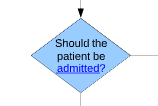 Should the
patient be
admitted?